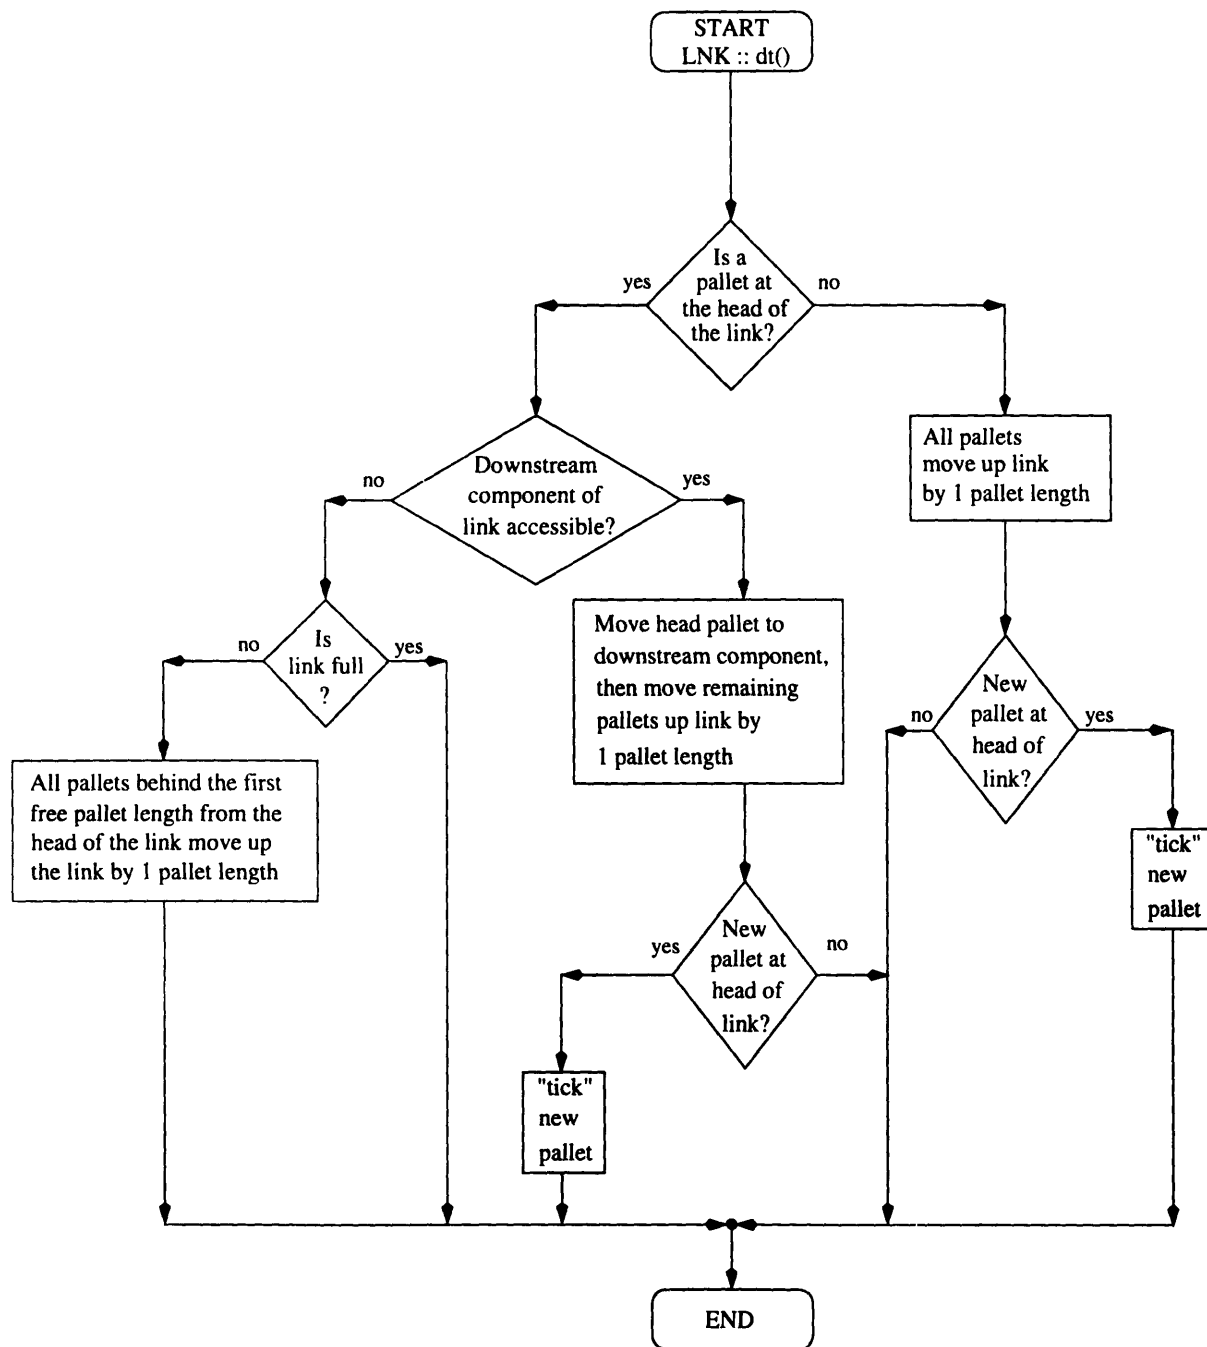 START
LNK :: dt()
Is a
pallet at
the head of
the link?
yes
no
Downstream
component of
link accessible?
no
yes
All pallets
move up link
by 1 pallet length
Is
link full
?
no
yes
Move head pallet to
downstream component,
then move remaining
pallets up link by
1 pallet length
New
pallet at
head of
link?
no
yes
All pallets behind the first
free pallet length from the
head of the link move up
the link by 1 pallet length
"tick"
new
pallet
New
pallet at
head of
link?
yes
no
"tick"
new
pallet
END